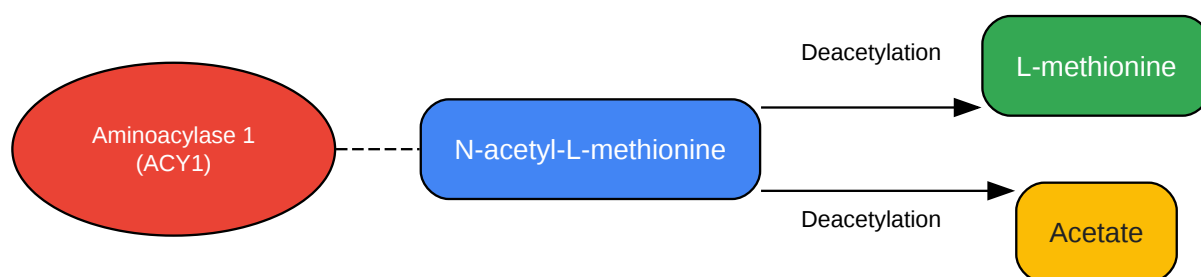 Aminoacylase 1
(ACY1)
N-acetyl-L-methionine
Deacetylation
L-methionine
Deacetylation
Acetate